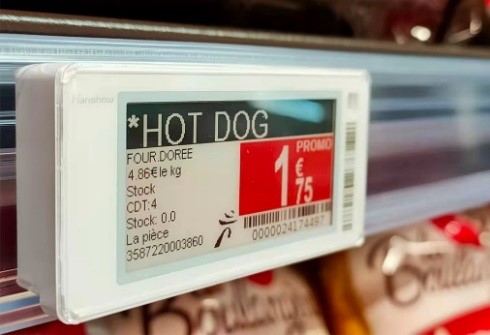 Hanshow
*HOT DOG
FOUR.DOREE
4.86€ le kg
Stock
CDT:4
Stock: 0.0
La pièce
3587220003860
PROMO
1€75
0000024174497